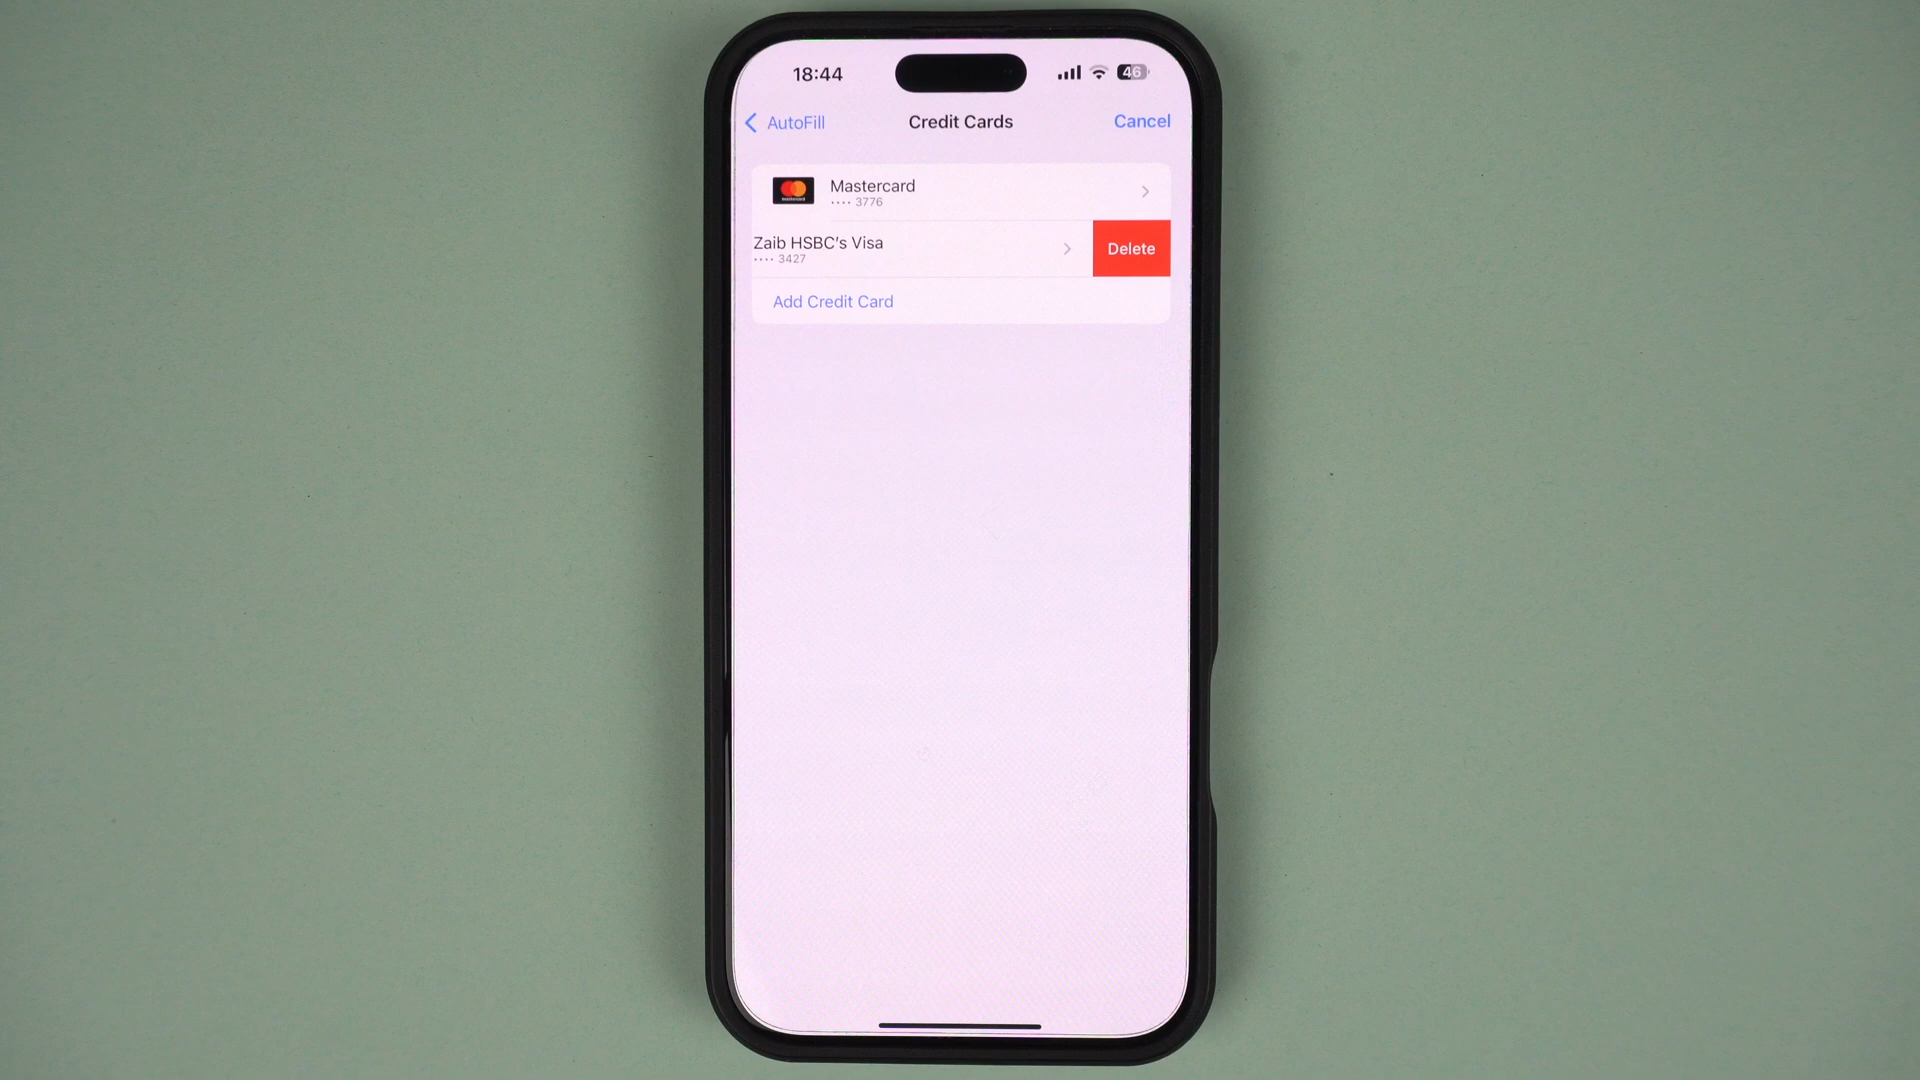 18:44
46
AutoFill
Credit Cards
Cancel
Mastercard
•••• 3776
Zaib HSBC's Visa
•••• 3427
Delete
Add Credit Card